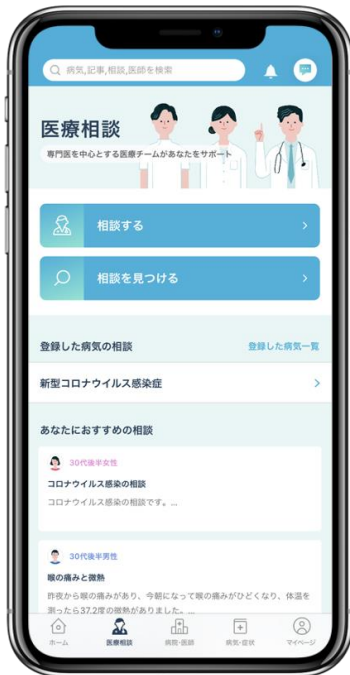 病気,記事,相談,医師を検索
医療相談
専門医を中心とする医療チームがあなたをサポート
相談する
相談を見つける
登録した病気の相談
登録した病気一覧
新型コロナウイルス感染症
あなたにおすすめの相談
30代後半女性
コロナウイルス感染の相談
コロナウイルス感染の相談です。...
30代後半男性
喉の痛みと微熱
昨夜から喉の痛みがあり、今朝になって喉の痛みがひどくなり、体温を
測ったら37.2度の微熱がありました。...
ホーム
医療相談
病院・医師
病気・症状
マイページ